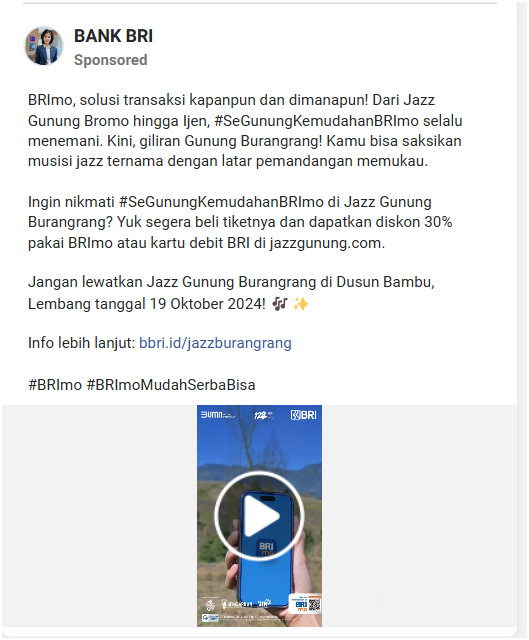 BANK BRI
Sponsored
BRImo, solusi transaksi kapanpun dan dimanapun! Dari Jazz
Gunung Bromo hingga Ijen, #SeGunungKemudahanBRImo selalu
menemani. Kini, giliran Gunung Burangrang! Kamu bisa saksikan
musisi jazz ternama dengan latar pemandangan memukau.
Ingin nikmati #SeGunungKemudahanBRImo di Jazz Gunung
Burangrang? Yuk segera beli tiketnya dan dapatkan diskon 30%
pakai BRImo atau kartu debit BRI di jazzgunung.com.
Jangan lewatkan Jazz Gunung Burangrang di Dusun Bambu,
Lembang tanggal 19 Oktober 2024! 🎶 ✨
Info lebih lanjut: bbri.id/jazzburangrang
#BRImo #BRImoMudahSerbaBisa
BUMN
BRI
BRI
mo
BRI
mo